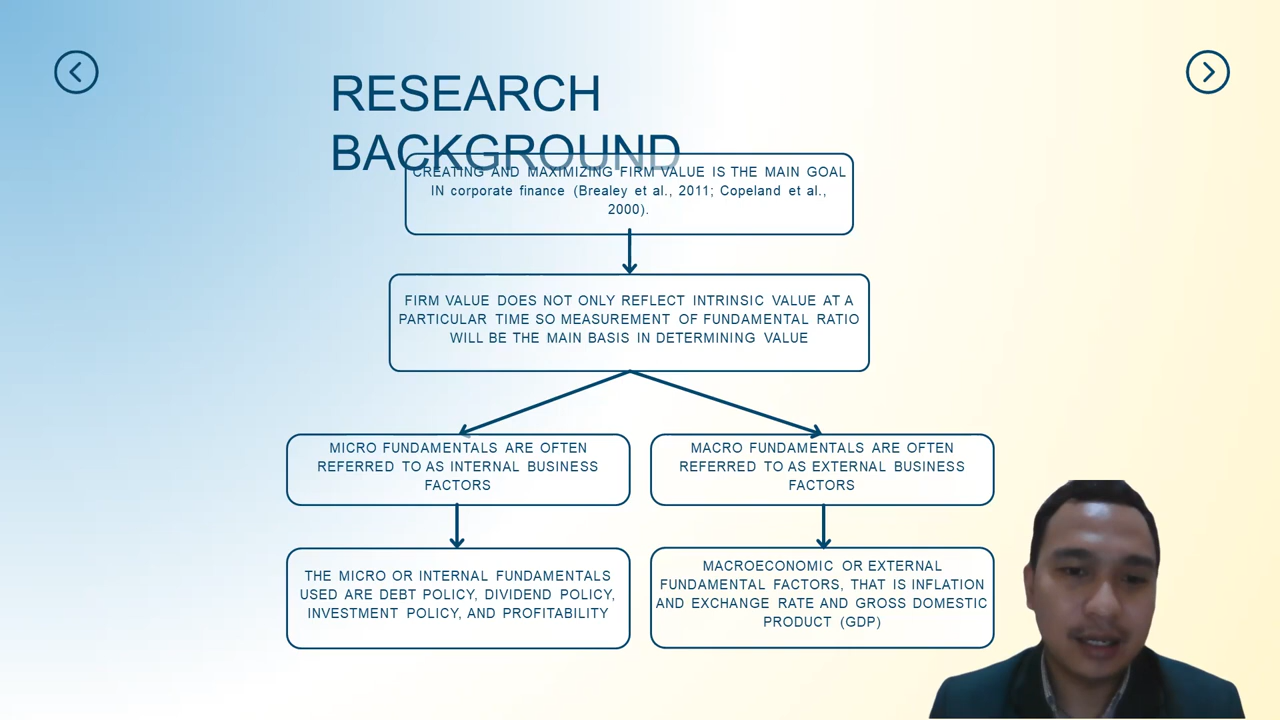 RESEARCH
BACKGROUND
CREATING AND MAXIMIZING FIRM VALUE IS THE MAIN GOAL
IN corporate finance (Brealey et al., 2011; Copeland et al.,
2000).
FIRM VALUE DOES NOT ONLY REFLECT INTRINSIC VALUE AT A
PARTICULAR TIME SO MEASUREMENT OF FUNDAMENTAL RATIO
WILL BE THE MAIN BASIS IN DETERMINING VALUE
MICRO FUNDAMENTALS ARE OFTEN
REFERRED TO AS INTERNAL BUSINESS
FACTORS
MACRO FUNDAMENTALS ARE OFTEN
REFERRED TO AS EXTERNAL BUSINESS
FACTORS
THE MICRO OR INTERNAL FUNDAMENTALS
USED ARE DEBT POLICY, DIVIDEND POLICY,
INVESTMENT POLICY, AND PROFITABILITY
MACROECONOMIC OR EXTERNAL
FUNDAMENTAL FACTORS, THAT IS INFLATION
AND EXCHANGE RATE AND GROSS DOMESTIC
PRODUCT (GDP)